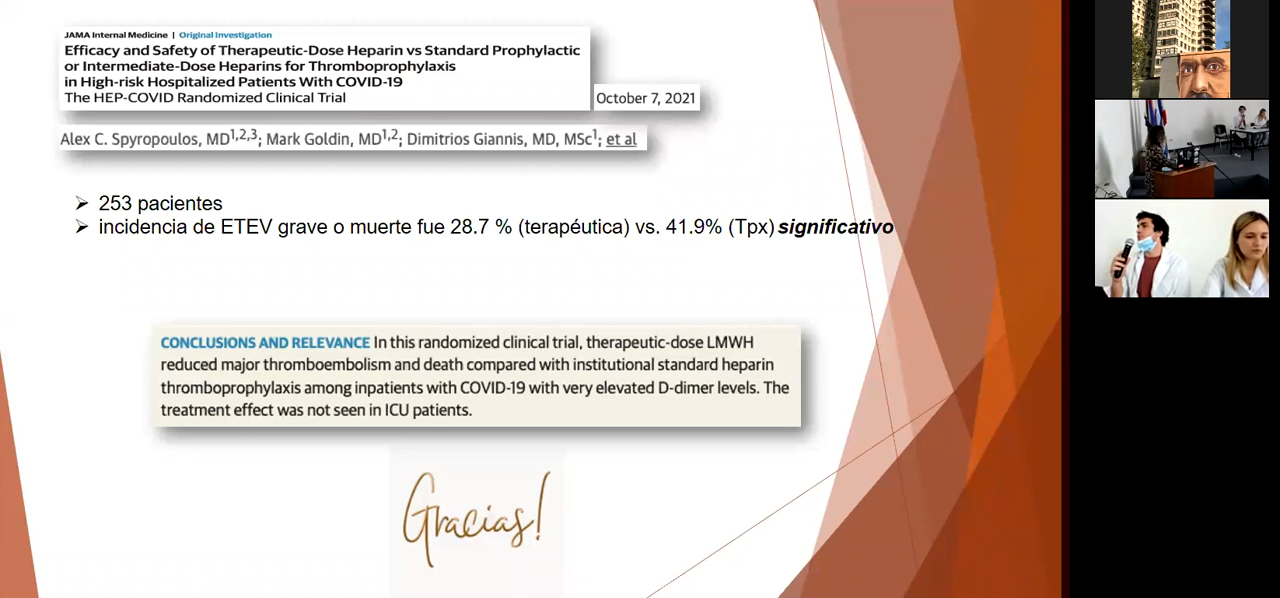 JAMA Internal Medicine | Original Investigation
Efficacy and Safety of Therapeutic-Dose Heparin vs Standard Prophylactic
or Intermediate-Dose Heparins for Thromboprophylaxis
in High-risk Hospitalized Patients With COVID-19
The HEP-COVID Randomized Clinical Trial
October 7, 2021
Alex C. Spyropoulos, MD1,2,3; Mark Goldin, MD1,2; Dimitrios Giannis, MD, MSc1; et al
➢ 253 pacientes
➢ incidencia de ETEV grave o muerte fue 28.7 % (terapéutica) vs. 41.9% (Tpx) significativo
CONCLUSIONS AND RELEVANCE In this randomized clinical trial, therapeutic-dose LMWH
reduced major thromboembolism and death compared with institutional standard heparin
thromboprophylaxis among inpatients with COVID-19 with very elevated D-dimer levels. The
treatment effect was not seen in ICU patients.
Gracias!